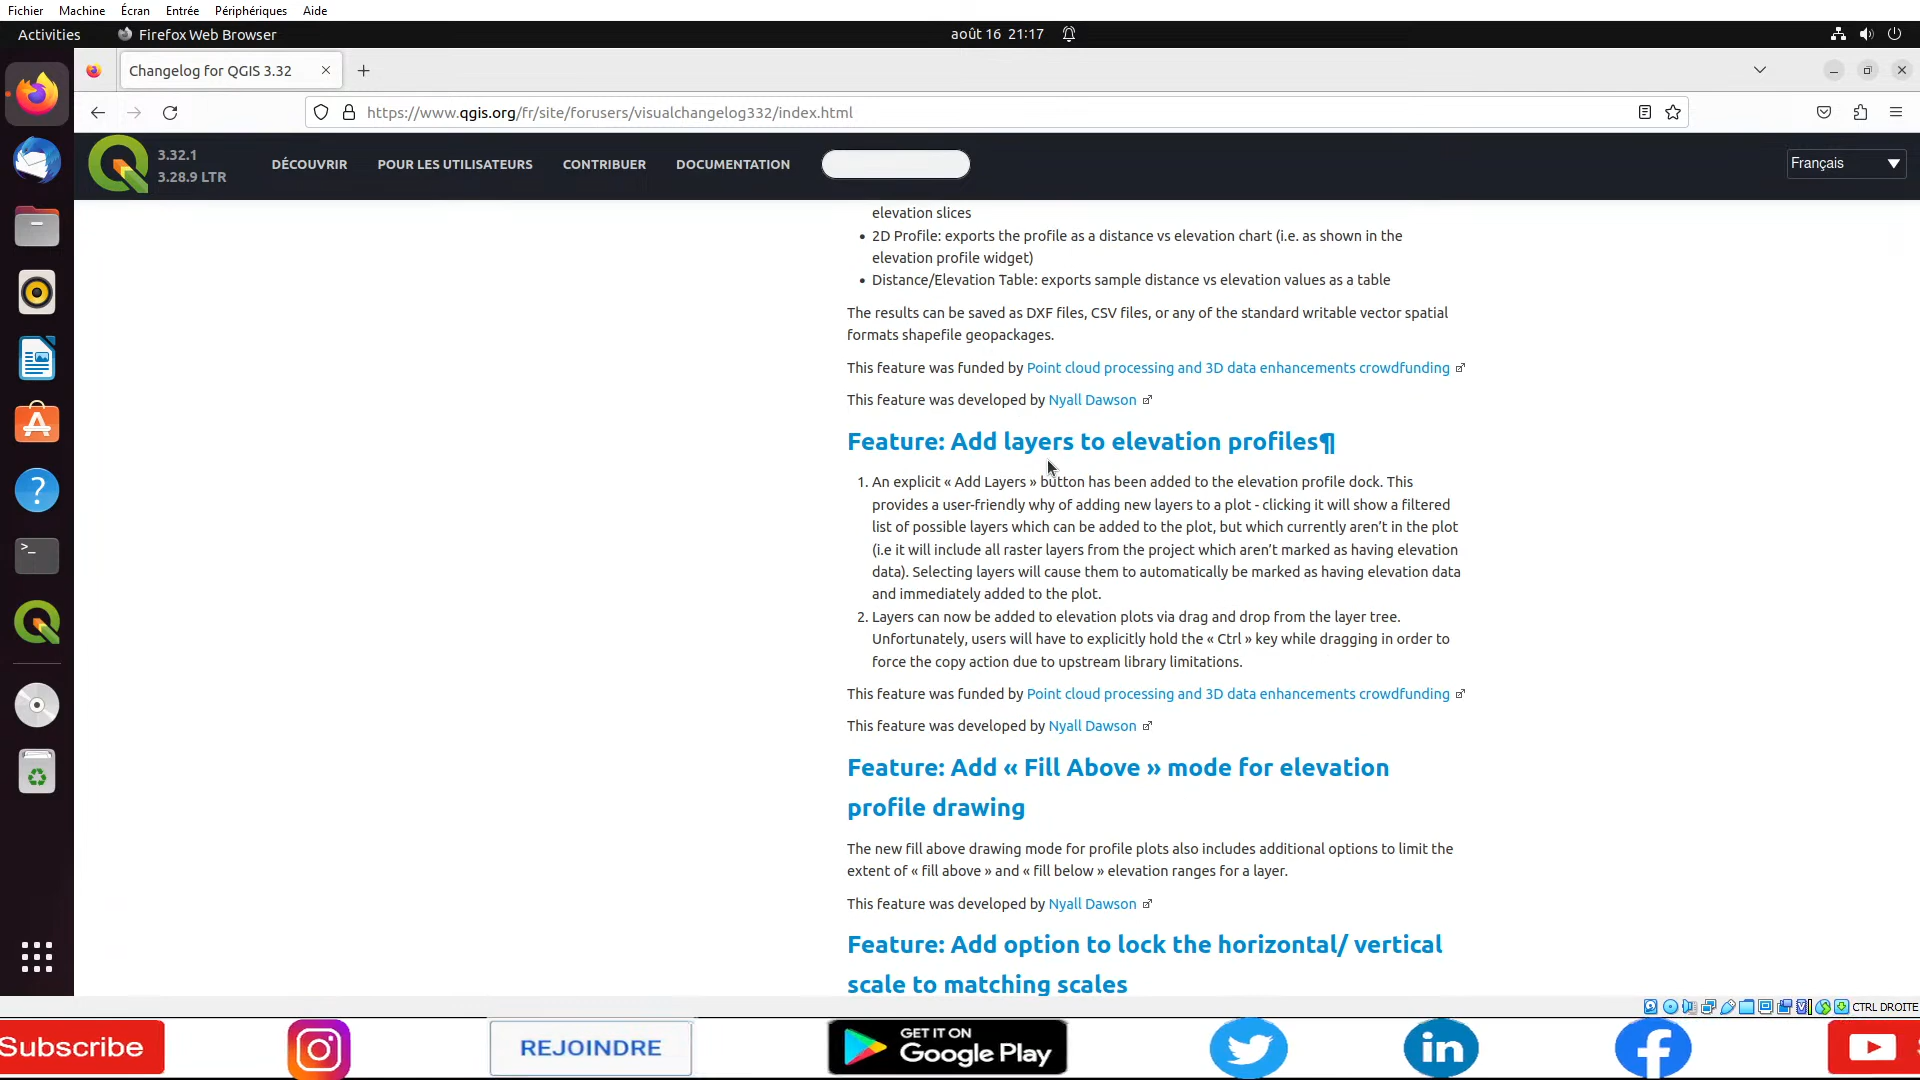 Fichier Machine Écran Entrée Périphériques Aide
Activities Firefox Web Browser août 16 21:17
Changelog for QGIS 3.32
https://www.qgis.org/fr/site/forusers/visualchangelog332/index.html
3.32.1
3.28.9 LTR
DÉCOUVRIR POUR LES UTILISATEURS CONTRIBUER DOCUMENTATION Français
elevation slices
• 2D Profile: exports the profile as a distance vs elevation chart (i.e. as shown in the
elevation profile widget)
• Distance/Elevation Table: exports sample distance vs elevation values as a table
The results can be saved as DXF files, CSV files, or any of the standard writable vector spatial
formats shapefile geopackages.
This feature was funded by Point cloud processing and 3D data enhancements crowdfunding
This feature was developed by Nyall Dawson
Feature: Add layers to elevation profiles¶
1. An explicit « Add Layers » button has been added to the elevation profile dock. This
provides a user-friendly why of adding new layers to a plot - clicking it will show a filtered
list of possible layers which can be added to the plot, but which currently aren’t in the plot
(i.e it will include all raster layers from the project which aren’t marked as having elevation
data). Selecting layers will cause them to automatically be marked as having elevation data
and immediately added to the plot.
2. Layers can now be added to elevation plots via drag and drop from the layer tree.
Unfortunately, users will have to explicitly hold the « Ctrl » key while dragging in order to
force the copy action due to upstream library limitations.
This feature was funded by Point cloud processing and 3D data enhancements crowdfunding
This feature was developed by Nyall Dawson
Feature: Add « Fill Above » mode for elevation
profile drawing
The new fill above drawing mode for profile plots also includes additional options to limit the
extent of « fill above » and « fill below » elevation ranges for a layer.
This feature was developed by Nyall Dawson
Feature: Add option to lock the horizontal/ vertical
scale to matching scales
CTRL DROITE
Subscribe REJOINDRE GET IT ON
Google Play